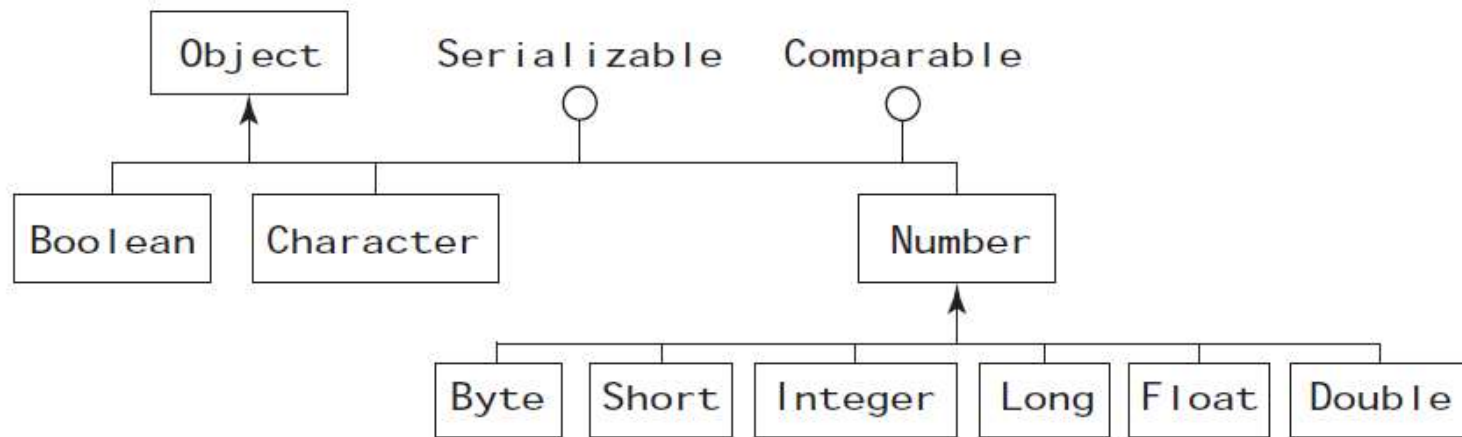 Object Serializable Comparable
Boolean Character Number
Byte Short Integer Long Float Double